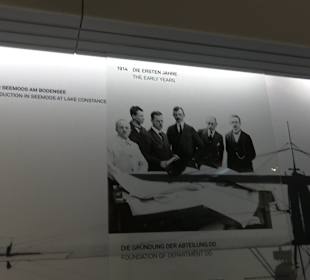 SEEMOOS AM BODENSEE
DUCTION IN SEEMOOS AT LAKE CONSTANCE
1914 DIE ERSTEN JAHRE
THE EARLY YEARS
DIE GRÜNDUNG DER ABTEILUNG DO
FOUNDATION OF DEPARTMENT DO